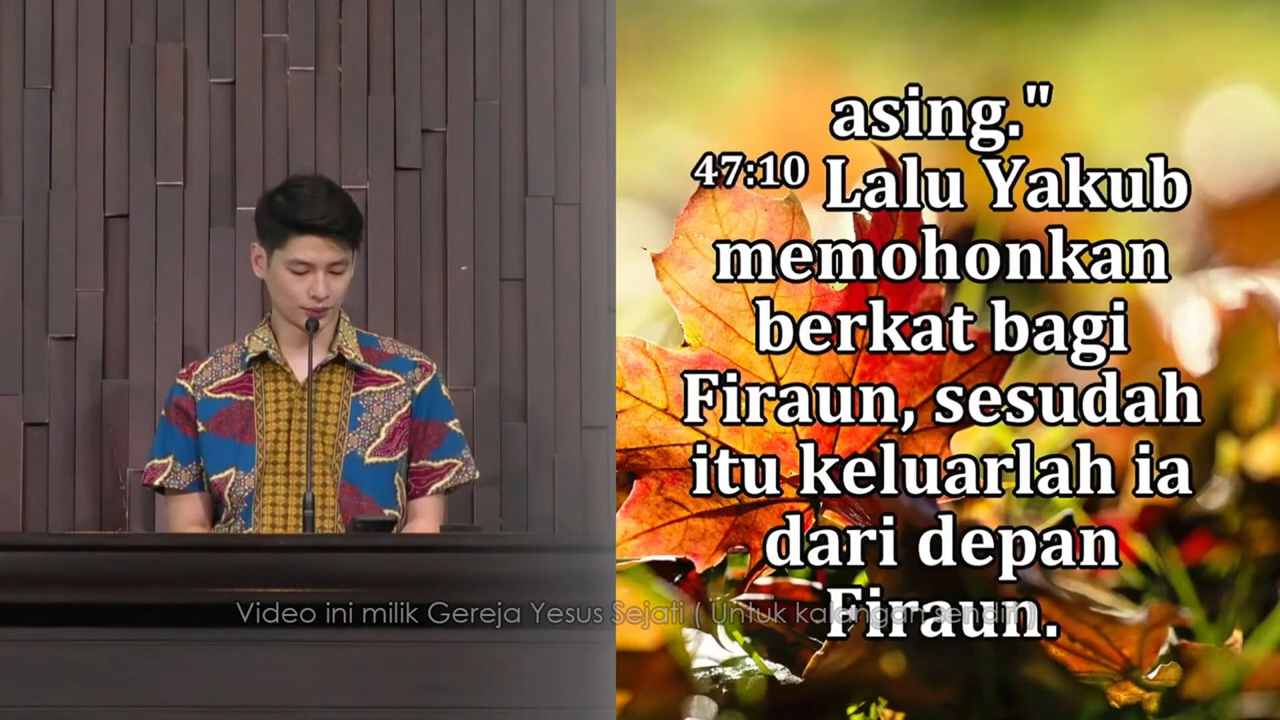 asing."
47:10 Lalu Yakub
memohonkan
berkat bagi
Firaun, sesudah
itu keluarlah ia
dari depan
Firaun.
Video ini milik Gereja Yesus Sejati ( Untuk kalangan sendiri )